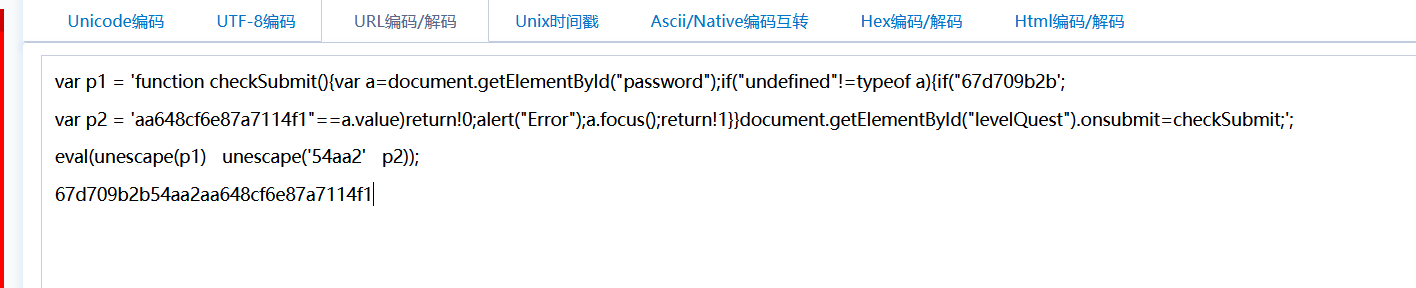 Unicode编码 UTF-8编码 URL编码/解码 Unix时间戳 Ascii/Native编码互转 Hex编码/解码 Html编码/解码
var p1 = 'function checkSubmit(){var a=document.getElementById("password");if("undefined"!=typeof a){if("67d709b2b';
var p2 = 'aa648cf6e87a7114f1"==a.value)return!0;alert("Error");a.focus();return!1}}document.getElementById("levelQuest").onsubmit=checkSubmit;';
eval(unescape(p1)   unescape('54aa2'   p2));
67d709b2b54aa2aa648cf6e87a7114f1